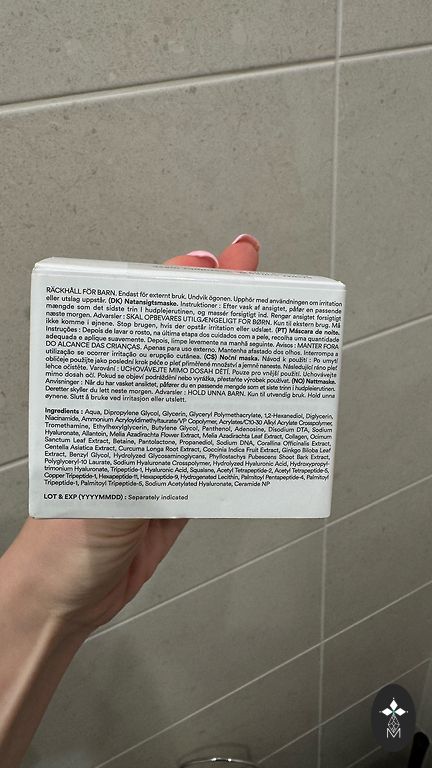 RÄCKHÅLL FÖR BARN. Endast för externt bruk. Undvik ögonen. Upphör med användningen om irritation
eller utslag uppstår. (DK) Natansigtsmaske. Instruktioner : Efter vask af ansigtet, påfør en passende
mængde som det sidste trin i hudplejerutinen, og massér forsigtigt ind. Rengør ansigtet forsigtigt
næste morgen. Advarsler : SKAL OPBEVARES UTILGÆNGELIGT FOR BØRN. Kun til ekstern brug. Må
ikke komme i øjnene. Stop brugen, hvis der opstår irritation eller udslæt. (PT) Máscara de noite.
Instruções : Depois de lavar o rosto, na última etapa dos cuidados com a pele, recolha uma quantidade
adequada e aplique suavemente. Depois, limpe levemente na manhã seguinte. Avisos : MANTER FORA
DO ALCANCE DAS CRIANÇAS. Apenas para uso externo. Mantenha afastado dos olhos. Interrompa a
utilização se ocorrer irritação ou erupção cutânea. (CS) Noční maska. Návod k použití : Po umytí
obličeje použijte jako poslední krok péče o pleť přiměřené množství a jemně naneste. Následující ráno pleť
lehce očistěte. Varování : UCHOVÁVEJTE MIMO DOSAH DĚTÍ. Pouze pro vnější použití. Uchovávejte
mimo dosah očí. Pokud se objeví podráždění nebo vyrážka, přestaňte výrobek používat. (NO) Nattmaske.
Anvisninger : Når du har vasket ansiktet, påfører du en passende mengde som et siste trinn i hudpleierutinen.
Deretter skyller du lett neste morgen. Advarsler : HOLD UNNA BARN. Kun til utvendig bruk. Hold unna
øynene. Slutt å bruke ved irritasjon eller utslett.
Ingredients : Aqua, Dipropylene Glycol, Glycerin, Glyceryl Polymethacrylate, 1,2-Hexanediol, Diglycerin,
Niacinamide, Ammonium Acryloyldimethyltaurate/VP Copolymer, Acrylates/C10-30 Alkyl Acrylate Crosspolymer,
Tromethamine, Ethylhexylglycerin, Butylene Glycol, Panthenol, Adenosine, Disodium EDTA, Sodium
Hyaluronate, Allantoin, Melia Azadirachta Flower Extract, Melia Azadirachta Leaf Extract, Collagen, Ocimum
Sanctum Leaf Extract, Betaine, Pantolactone, Propanediol, Sodium DNA, Corallina Officinalis Extract,
Centella Asiatica Extract, Curcuma Longa Root Extract, Coccinia Indica Fruit Extract, Ginkgo Biloba Leaf
Extract, Benzyl Glycol, Hydrolyzed Glycosaminoglycans, Phyllostachys Pubescens Shoot Bark Extract,
Polyglyceryl-10 Laurate, Sodium Hyaluronate Crosspolymer, Hydrolyzed Hyaluronic Acid, Hydroxypropyl-
trimonium Hyaluronate, Tripeptide-1, Hyaluronic Acid, Squalane, Acetyl Tetrapeptide-2, Acetyl Tetrapeptide-5,
Copper Tripeptide-1, Hexapeptide-11, Hexapeptide-9, Hydrogenated Lecithin, Palmitoyl Pentapeptide-4, Palmitoyl
Tripeptide-1, Palmitoyl Tripeptide-5, Sodium Acetylated Hyaluronate, Ceramide NP
LOT & EXP (YYYYMMDD) : Separately indicated